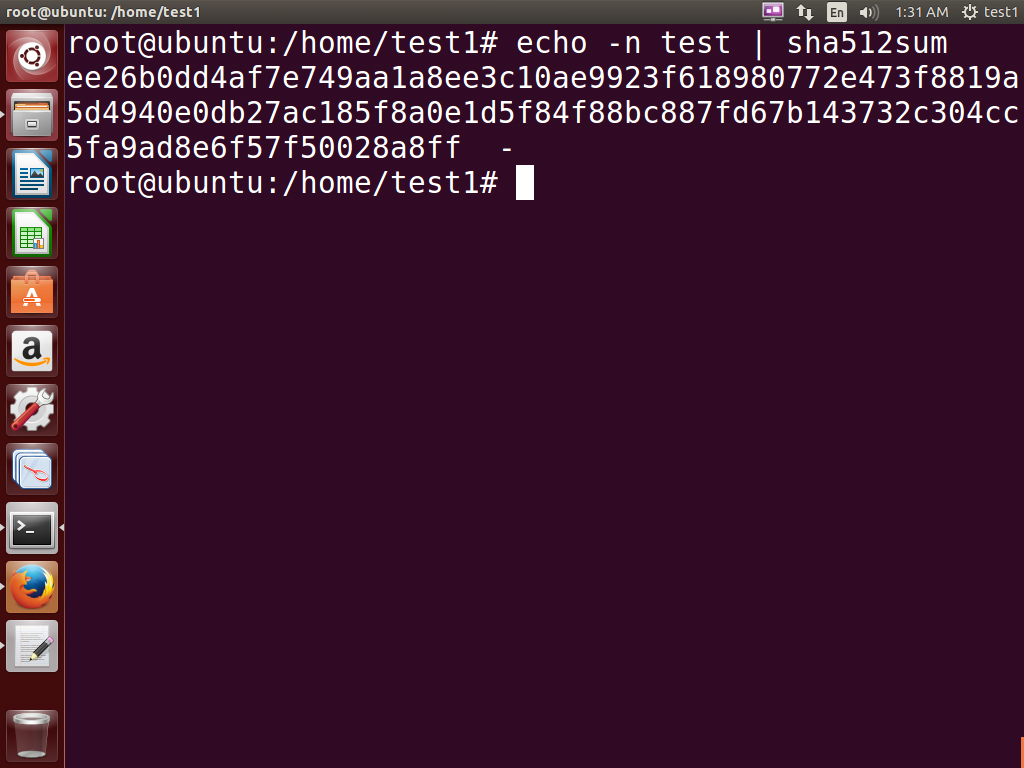 root@ubuntu: /home/test1
En
1:31 AM
test1
root@ubuntu:/home/test1# echo -n test | sha512sum
ee26b0dd4af7e749aa1a8ee3c10ae9923f618980772e473f8819a
5d4940e0db27ac185f8a0e1d5f84f88bc887fd67b143732c304cc
5fa9ad8e6f57f50028a8ff  -
root@ubuntu:/home/test1#